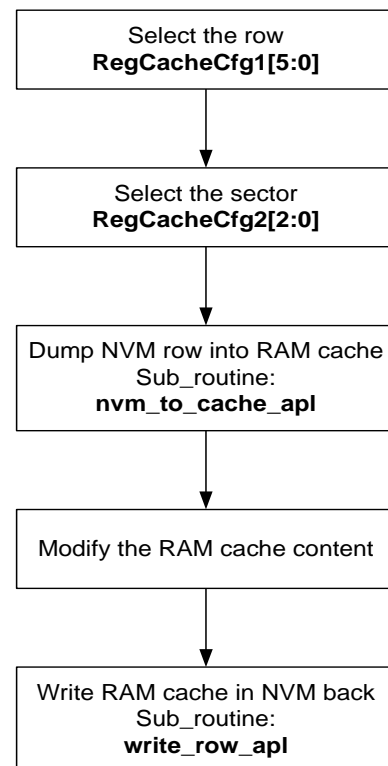 Select the row
RegCacheCfg1[5:0]
Select the sector
RegCacheCfg2[2:0]
Dump NVM row into RAM cache
Sub_routine:
nvm_to_cache_apl
Modify the RAM cache content
Write RAM cache in NVM back
Sub_routine:
write_row_apl